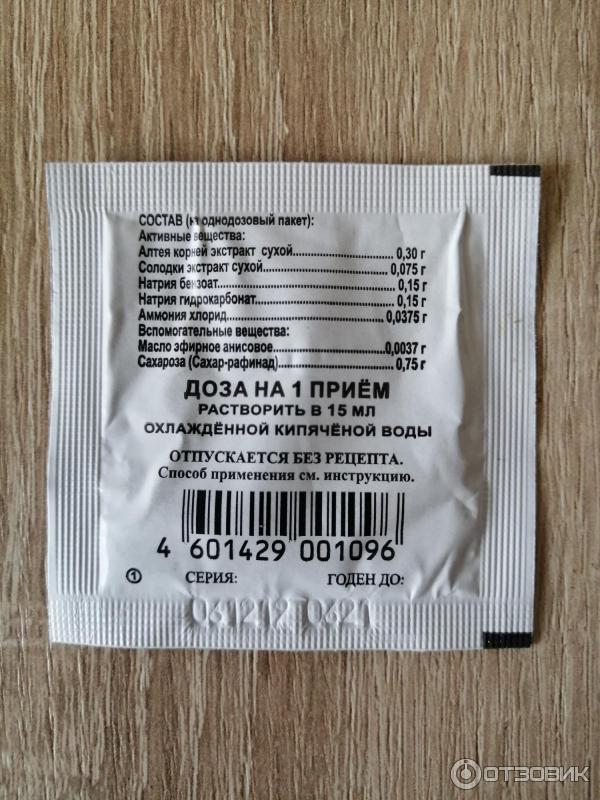 СОСТАВ (на однодозовый пакет):
Активные вещества:
Алтея корней экстракт сухой 0,30 г
Солодки экстракт сухой 0,075 г
Натрия бензоат 0,15 г
Натрия гидрокарбонат 0,15 г
Аммония хлорид 0,0375 г
Вспомогательные вещества:
Масло эфирное анисовое 0,0037 г
Сахароза (Сахар-рафинад) 0,75 г
ДОЗА НА 1 ПРИЁМ
РАСТВОРИТЬ В 15 МЛ
ОХЛАЖДЁННОЙ КИПЯЧЁНОЙ ВОДЫ
ОТПУСКАЕТСЯ БЕЗ РЕЦЕПТА.
Способ применения см. инструкцию.
4 601429 001096
1 СЕРИЯ: ГОДЕН ДО:
061212 0621
ОТЗОВИК